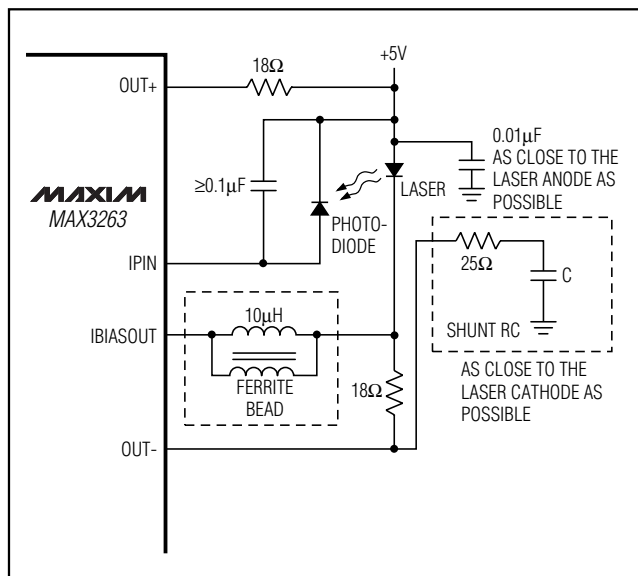 +5V
18Ω
OUT+
0.01μF
AS CLOSE TO THE
LASER ANODE AS
POSSIBLE
≥0.1μF
LASER
MAXIM
MAX3263
PHOTO-
DIODE
IPIN
25Ω
C
SHUNT RC
10μH
IBIASOUT
FERRITE
BEAD
18Ω
AS CLOSE TO THE
LASER CATHODE AS
POSSIBLE
OUT-